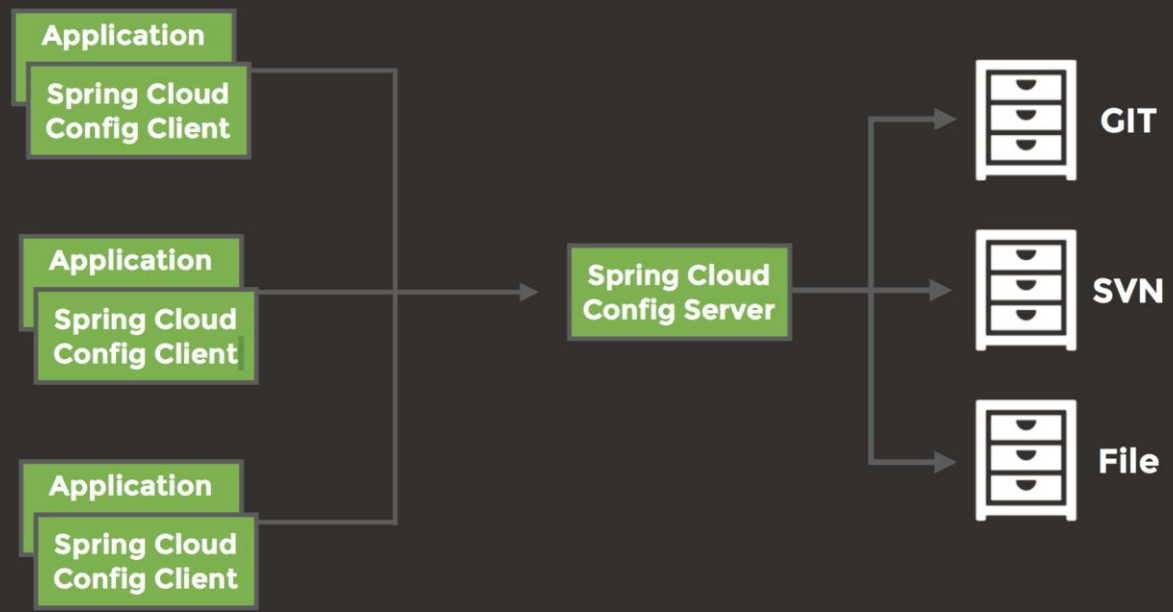 Application
Spring Cloud
Config Client
Application
Spring Cloud
Config Client
Application
Spring Cloud
Config Client
Spring Cloud
Config Server
GIT
SVN
File